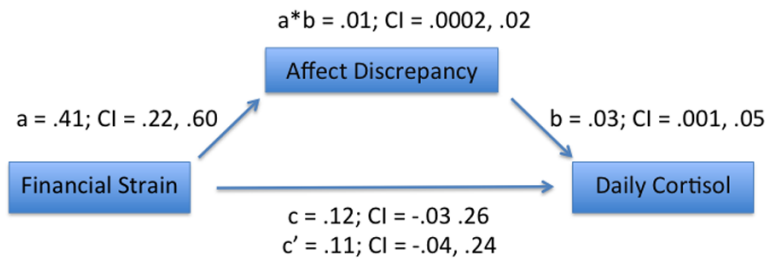 a*b = .01; CI = .0002, .02
Affect Discrepancy
a = .41; CI = .22, .60
b = .03; CI = .001, .05
Financial Strain
Daily Cortisol
c = .12; CI = -.03 .26
c’ = .11; CI = -.04, .24